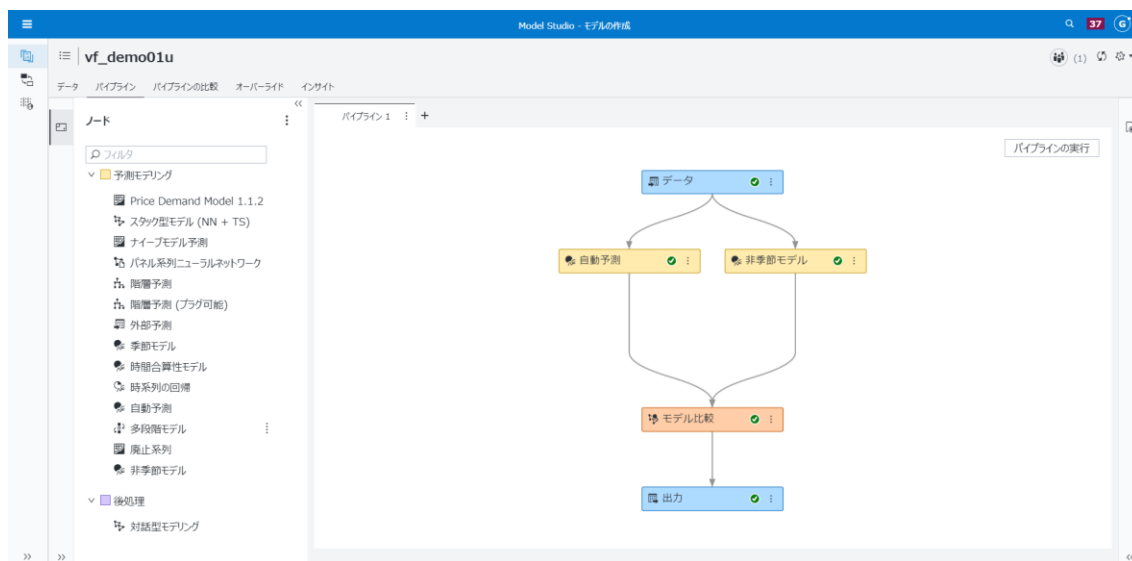 Model Studio - モデルの作成
37
G
vf_demo01u
(1)
データ パイプライン パイプラインの比較 オーバーライド インサイト
ノード
フィルタ
予測モデリング
Price Demand Model 1.1.2
スタック型モデル (NN + TS)
ナイーブモデル予測
パネル系列ニューラルネットワーク
階層予測
階層予測 (プラグ可能)
外部予測
季節モデル
時間合算性モデル
時系列の回帰
自動予測
多段階モデル
廃止系列
非季節モデル
後処理
対話型モデリング
パイプライン 1
パイプラインの実行
データ
自動予測
非季節モデル
モデル比較
出力